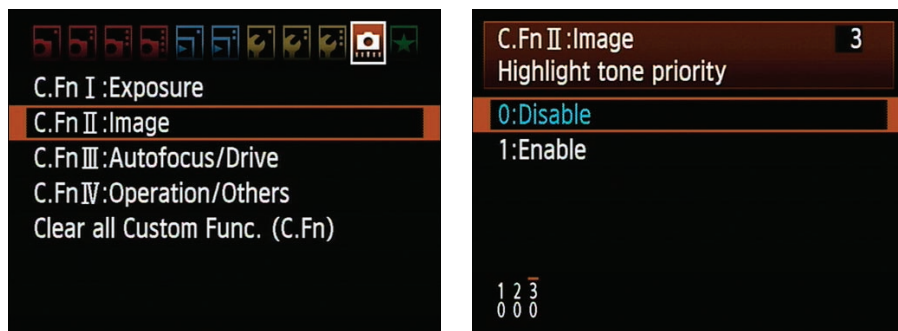 C.Fn I :Exposure
C.Fn II :Image
C.Fn III :Autofocus/Drive
C.Fn IV :Operation/Others
Clear all Custom Func. (C.Fn)
C.Fn II :Image 3
Highlight tone priority
0:Disable
1:Enable
1 2 3
0 0 0